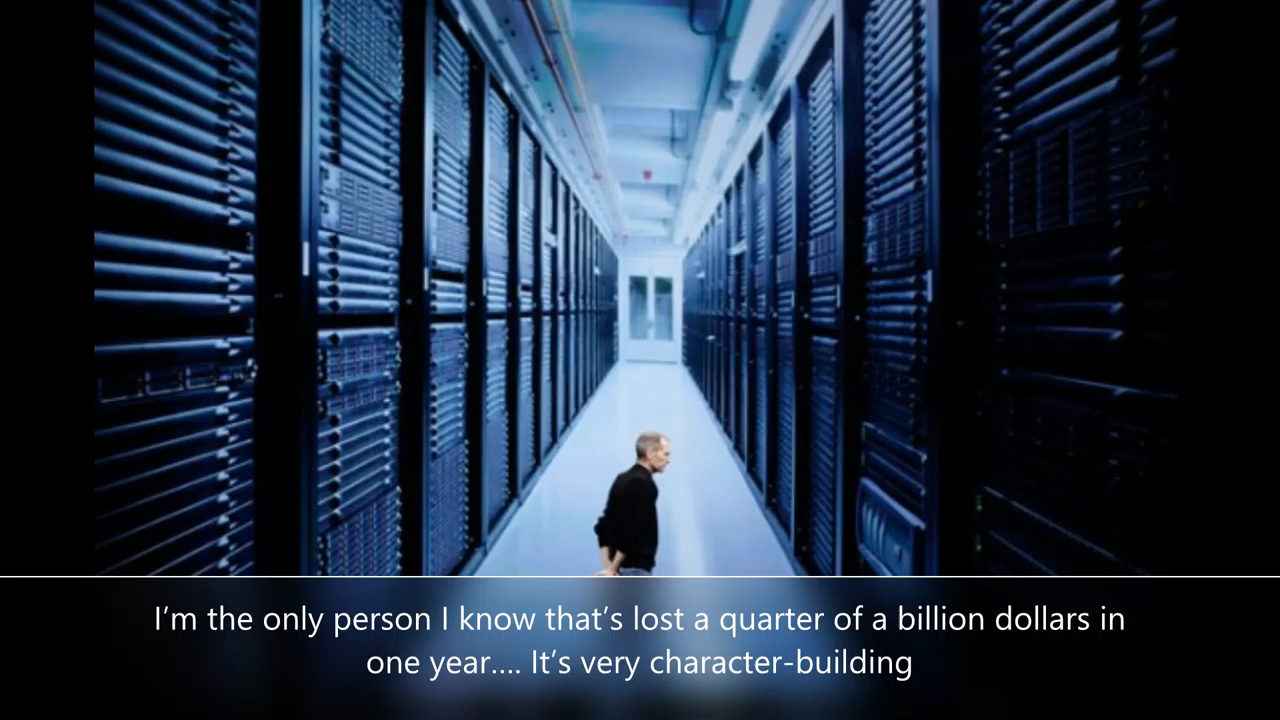 I’m the only person I know that’s lost a quarter of a billion dollars in
one year…. It’s very character-building